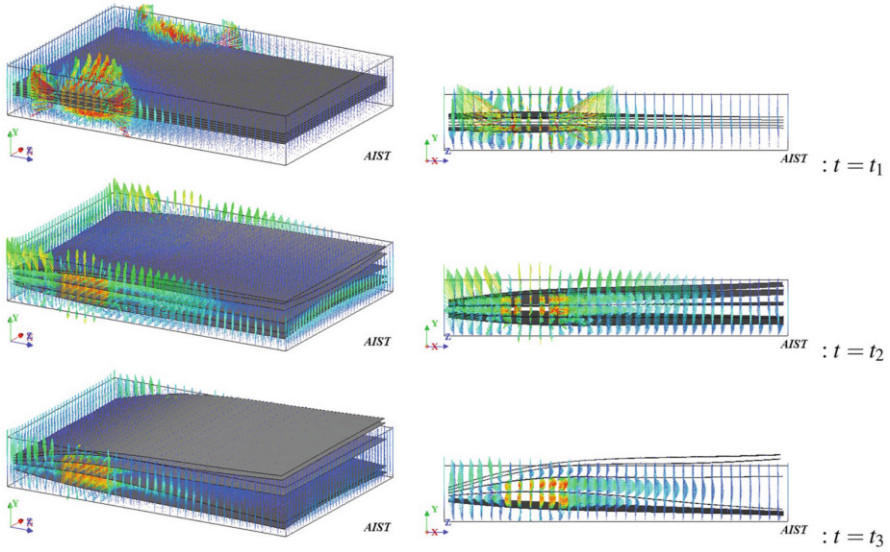 Y
Z
AIST
Y
X Z
AIST
: t = t₁
Y
Z
AIST
Y
X Z
AIST
: t = t₂
Y
Z
AIST
Y
X Z
AIST
: t = t₃